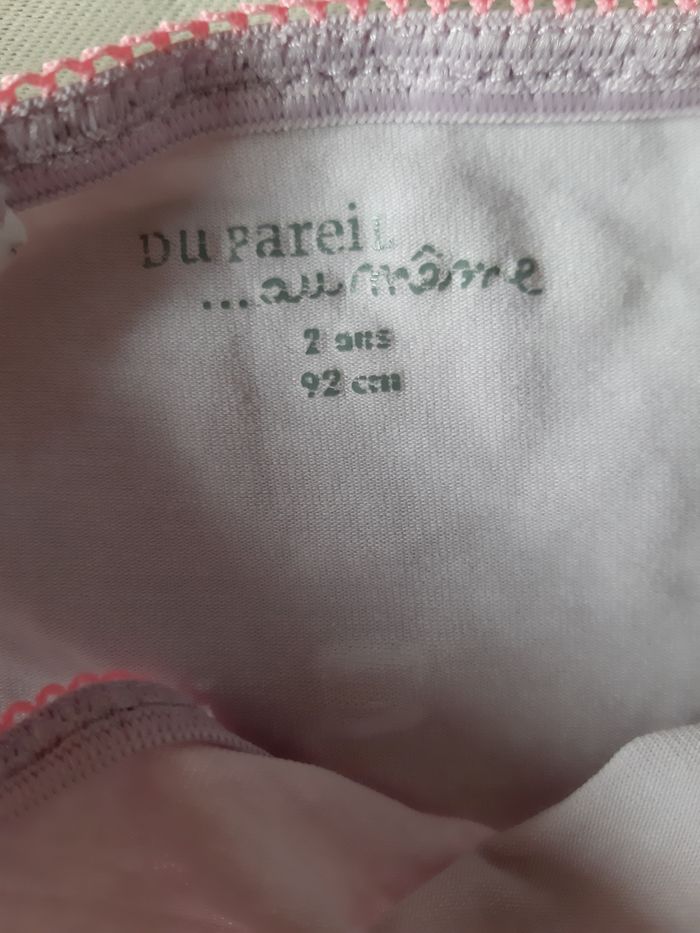 DU PAREIL
...au même
2 ans
92 cm